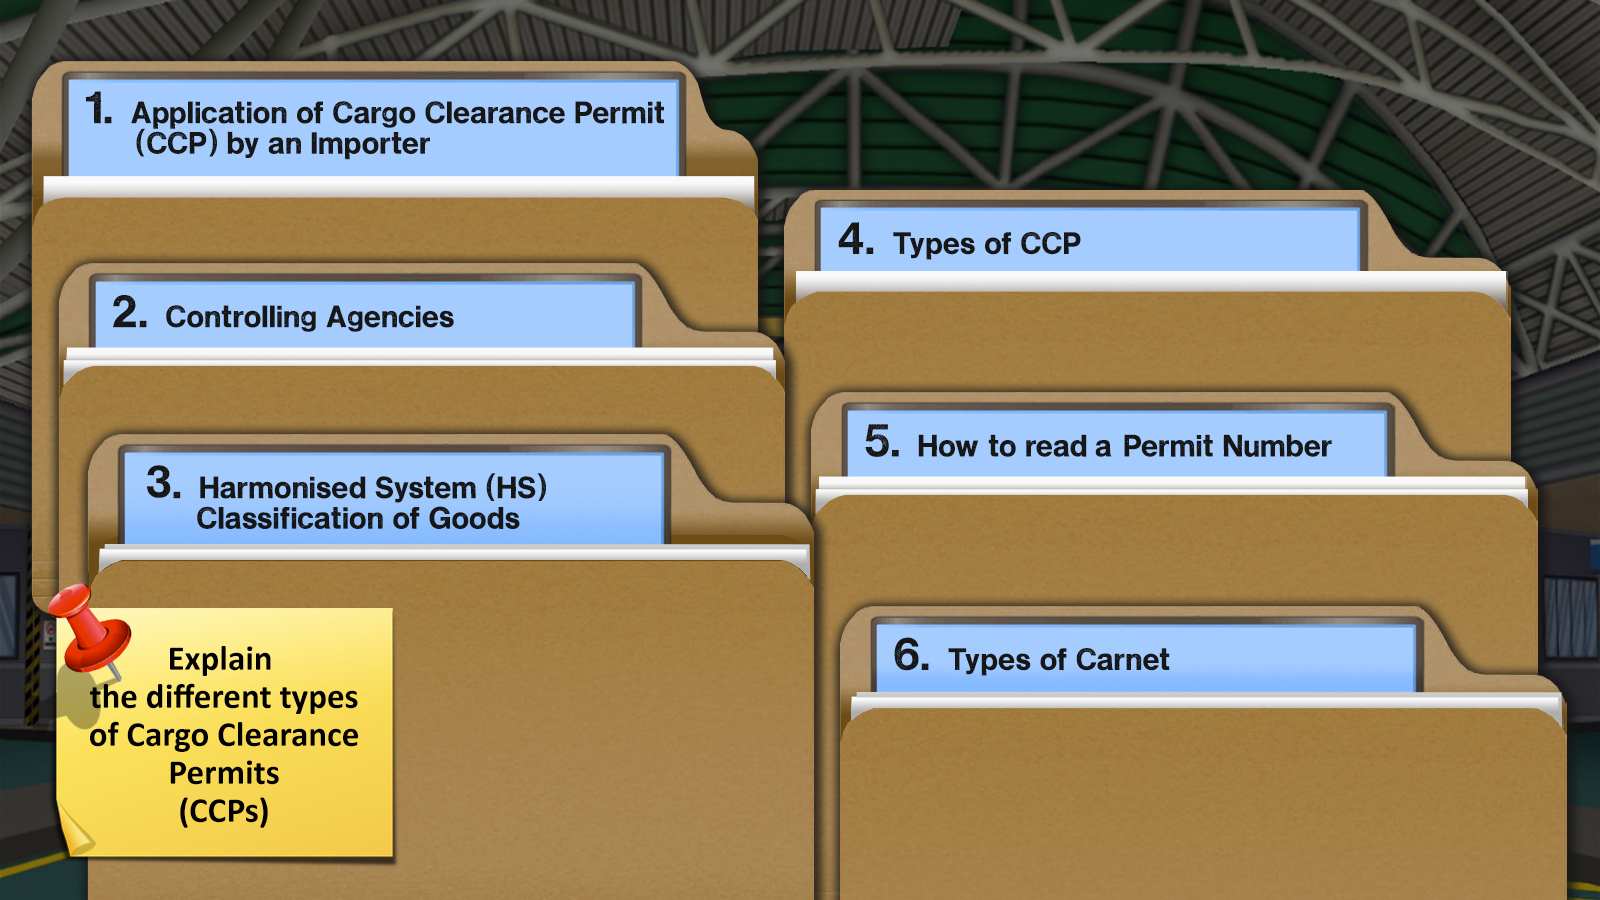 1. Application of Cargo Clearance Permit
(CCP) by an Importer
2. Controlling Agencies
3. Harmonised System (HS)
Classification of Goods
Explain
the different types
of Cargo Clearance
Permits
(CCPs)
4. Types of CCP
5. How to read a Permit Number
6. Types of Carnet